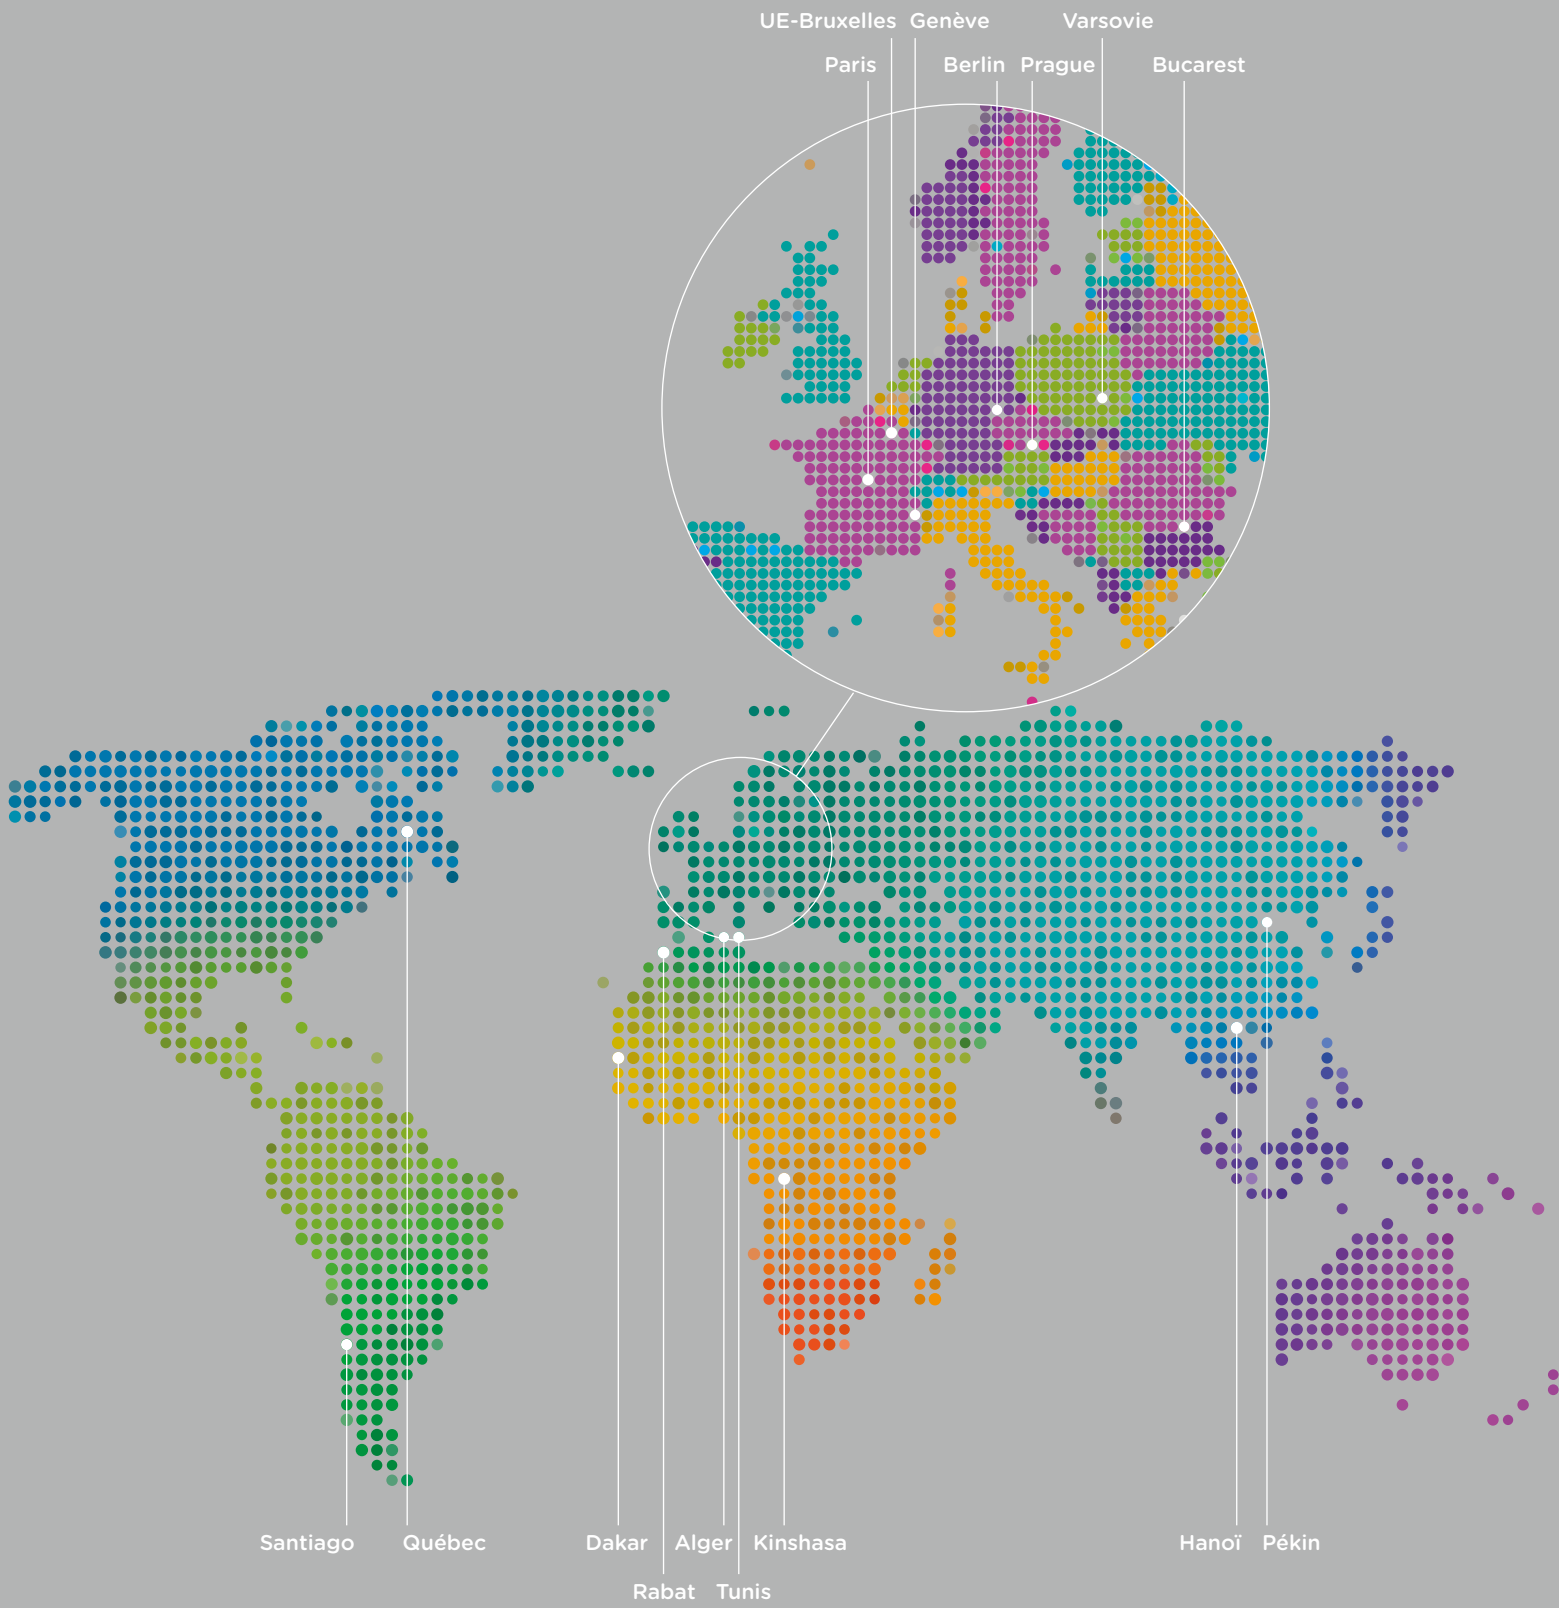 UE-Bruxelles Genève Varsovie
Paris Berlin Prague Bucarest
Santiago Québec Dakar Alger Kinshasa Hanoï Pékin
Rabat Tunis